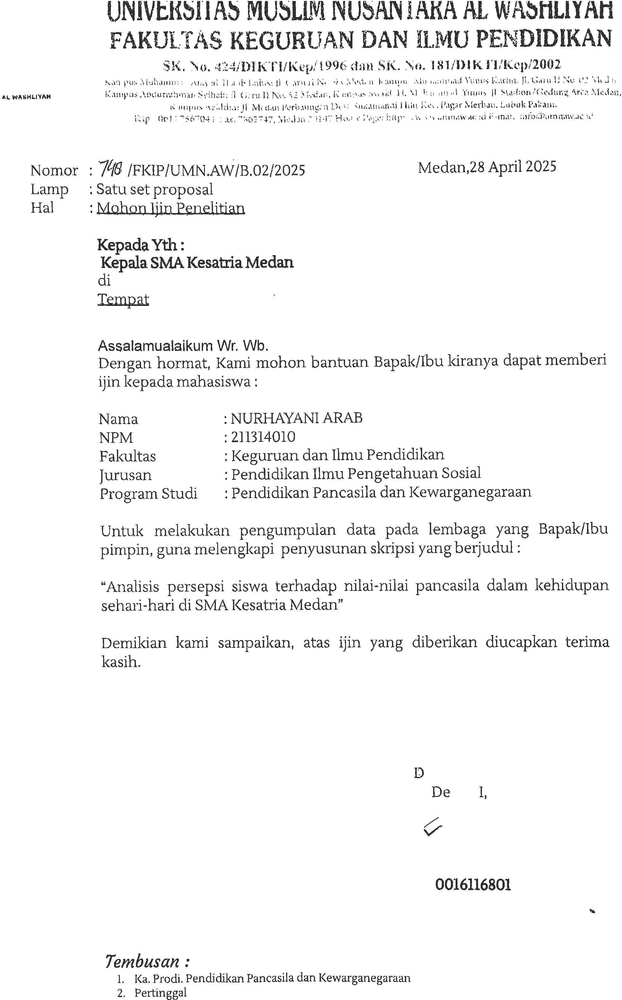 UNIVERSITAS MUSLIM NUSANTARA AL WASHLIYAH
FAKULTAS KEGURUAN DAN ILMU PENDIDIKAN
SK. No. 424/DIKTI/Kep/1996 dan SK. No. 181/DIKTI/Kep/2002
AL WASHLIYAH
Nomor : 748 /FKIP/UMN.AW/B.02/2025 Medan,28 April 2025
Lamp : Satu set proposal
Hal : Mohon Ijin Penelitian
Kepada Yth :
Kepala SMA Kesatria Medan
di
Tempat
Assalamualaikum Wr. Wb.
Dengan hormat, Kami mohon bantuan Bapak/Ibu kiranya dapat memberi
ijin kepada mahasiswa :
Nama : NURHAYANI ARAB
NPM : 211314010
Fakultas : Keguruan dan Ilmu Pendidikan
Jurusan : Pendidikan Ilmu Pengetahuan Sosial
Program Studi : Pendidikan Pancasila dan Kewarganegaraan
Untuk melakukan pengumpulan data pada lembaga yang Bapak/Ibu
pimpin, guna melengkapi penyusunan skripsi yang berjudul :
“Analisis persepsi siswa terhadap nilai-nilai pancasila dalam kehidupan
sehari-hari di SMA Kesatria Medan”
Demikian kami sampaikan, atas ijin yang diberikan diucapkan terima
kasih.
D
De I,
0016116801
Tembusan :
1. Ka. Prodi. Pendidikan Pancasila dan Kewarganegaraan
2. Pertinggal